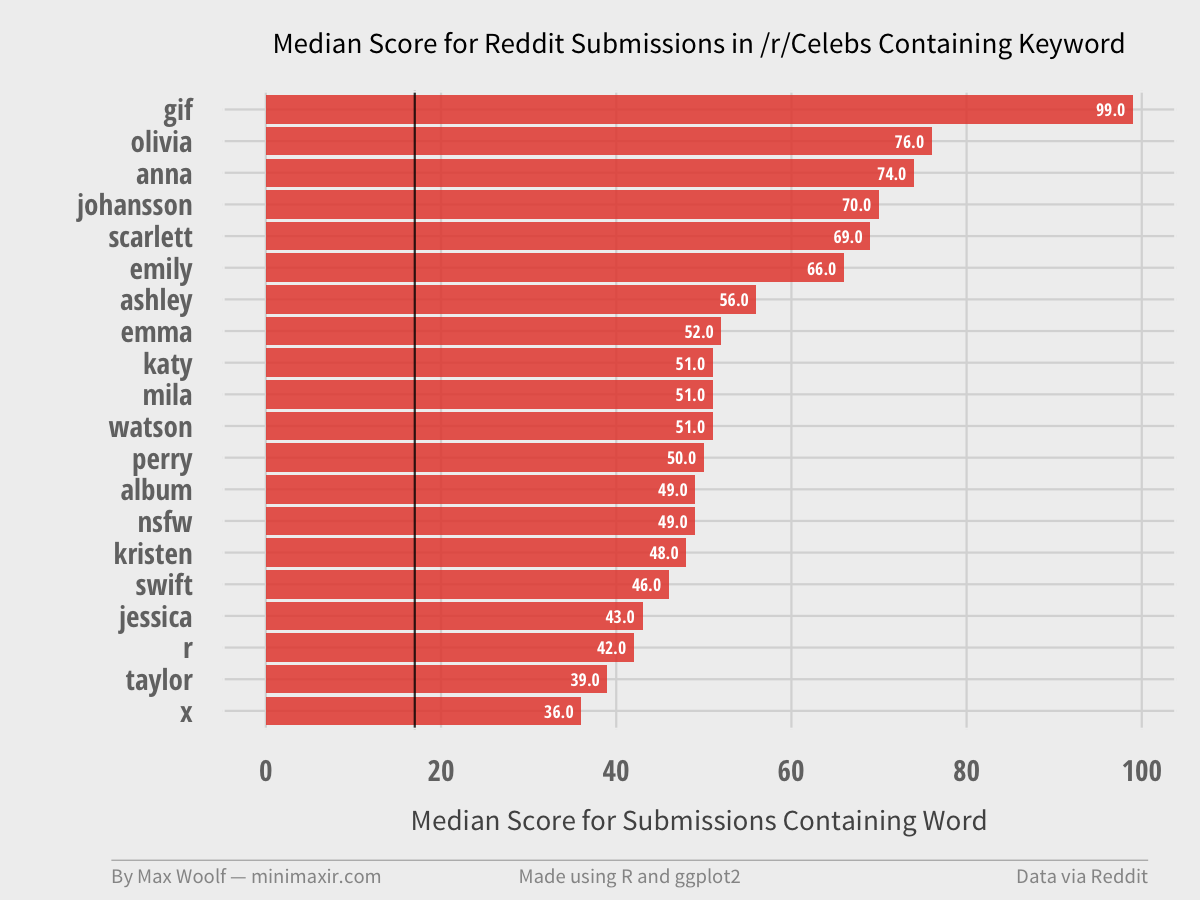 Median Score for Reddit Submissions in /r/Celebs Containing Keyword
gif 99.0
olivia 76.0
anna 74.0
johansson 70.0
scarlett 69.0
emily 66.0
ashley 56.0
emma 52.0
katy 51.0
mila 51.0
watson 51.0
perry 50.0
album 49.0
nsfw 49.0
kristen 48.0
swift 46.0
jessica 43.0
r 42.0
taylor 39.0
x 36.0
0 20 40 60 80 100
Median Score for Submissions Containing Word
By Max Woolf — minimaxir.com Made using R and ggplot2 Data via Reddit